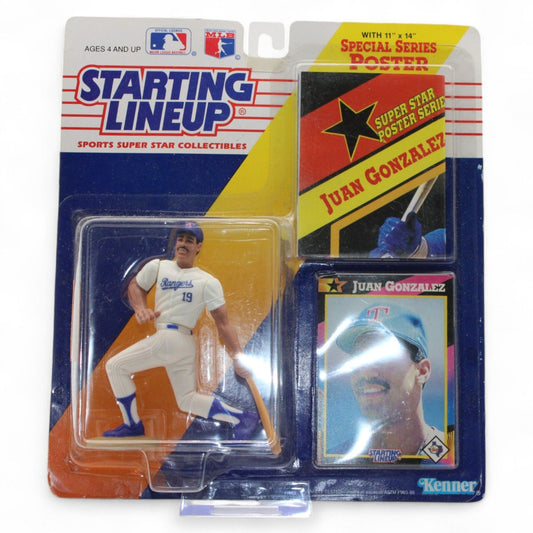 AGES 4 AND UP
STARTING
LINEUP®
SPORTS SUPER STAR COLLECTIBLES
WITH 11" x 14"
SPECIAL SERIES
POSTER
SUPER STAR
POSTER SERIE
JUAN GONZALEZ
Rangers
19
JUAN GONZALEZ
T
STARTING
LINEUP
Kenner